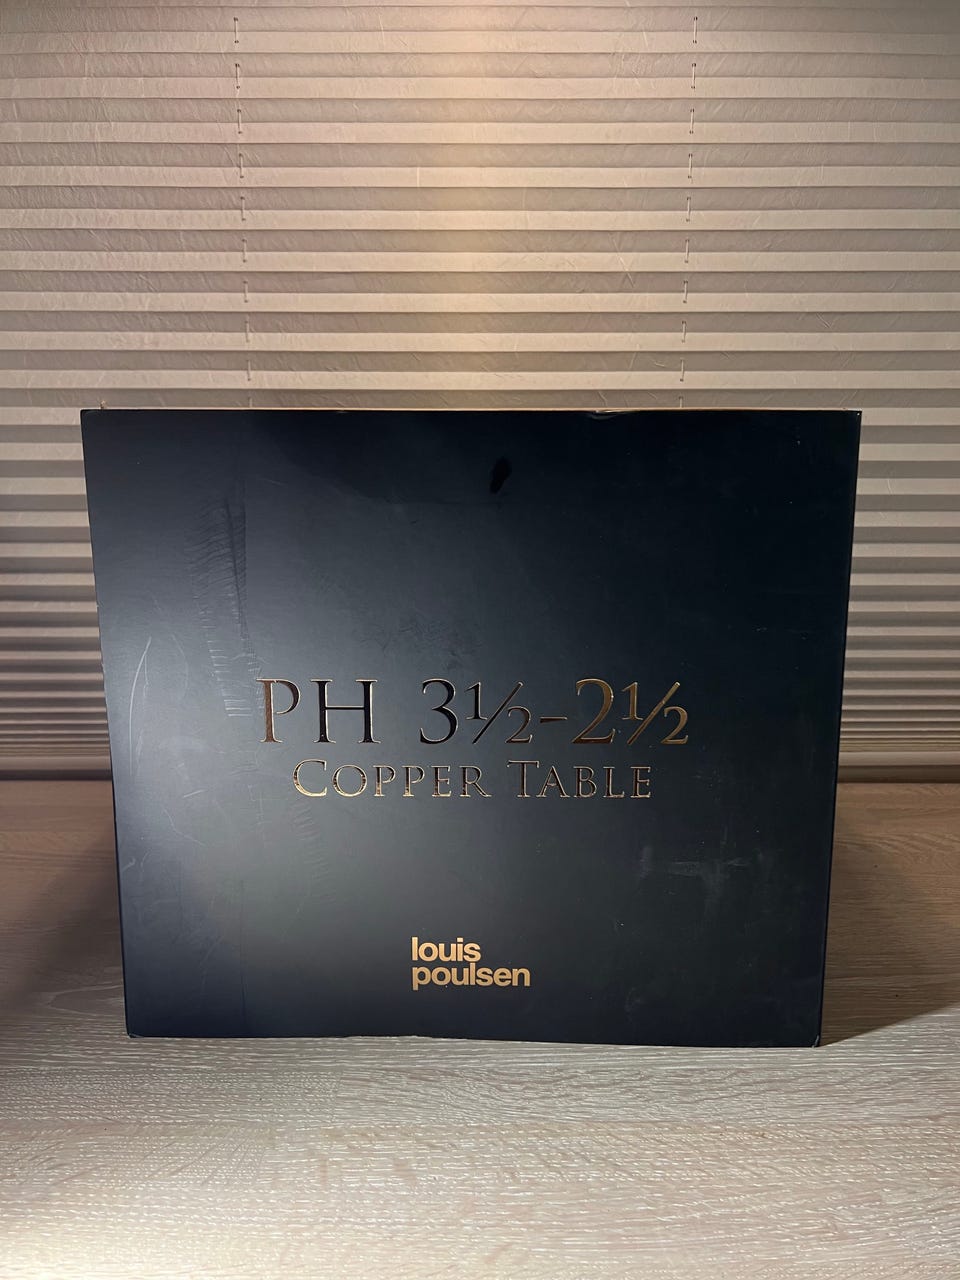 PH 3½-2½
COPPER TABLE
louis
poulsen